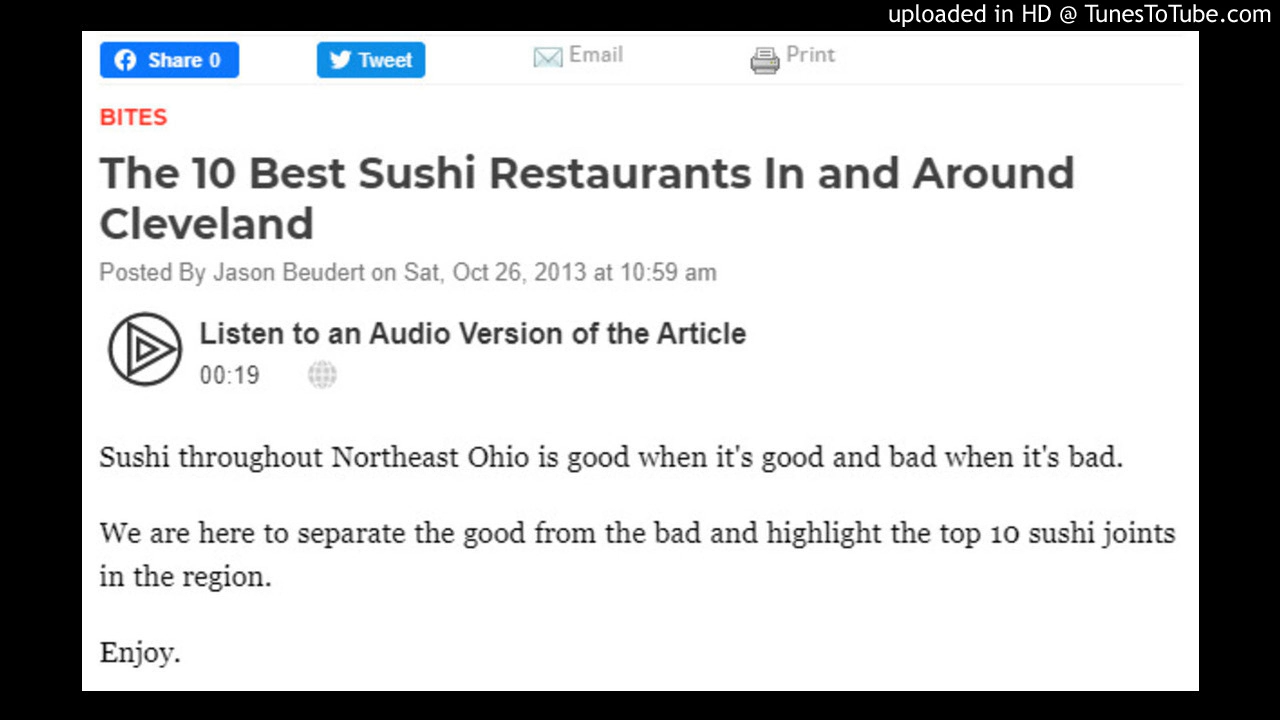 uploaded in HD @ TunesToTube.com
Share 0
Tweet
Email
Print
BITES
The 10 Best Sushi Restaurants In and Around
Cleveland
Posted By Jason Beudert on Sat, Oct 26, 2013 at 10:59 am
Listen to an Audio Version of the Article
00:19
Sushi throughout Northeast Ohio is good when it's good and bad when it's bad.
We are here to separate the good from the bad and highlight the top 10 sushi joints
in the region.
Enjoy.